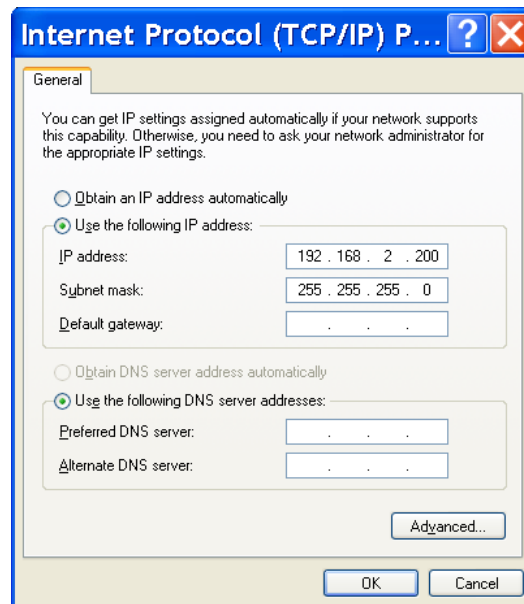 Internet Protocol (TCP/IP) P...
General
You can get IP settings assigned automatically if your network supports
this capability. Otherwise, you need to ask your network administrator for
the appropriate IP settings.
Obtain an IP address automatically
Use the following IP address:
IP address: 192 . 168 . 2 . 200
Subnet mask: 255 . 255 . 255 . 0
Default gateway: . . .
Obtain DNS server address automatically
Use the following DNS server addresses:
Preferred DNS server: . . .
Alternate DNS server: . . .
Advanced...
OK Cancel